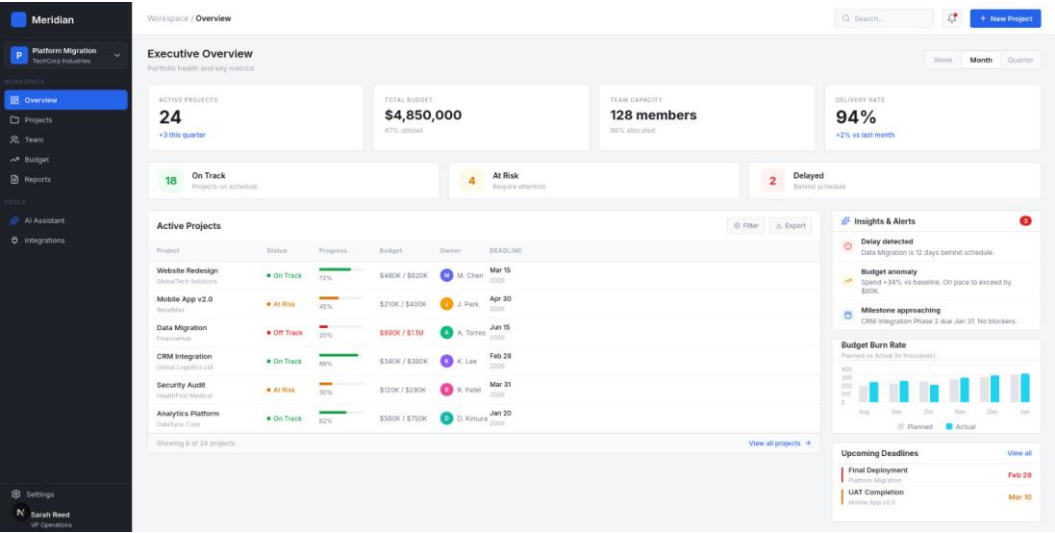 Meridian
P
Platform Migration
TechCorp Industries
WORKSPACE
Overview
Projects
Team
Budget
Reports
TOOLS
AI Assistant
Integrations
Settings
N
Sarah Reed
VP Operations
Workspace / Overview
Search...
+ New Project
Executive Overview
Portfolio health and key metrics
Week Month Quarter
ACTIVE PROJECTS
24
+3 this quarter
TOTAL BUDGET
$4,850,000
67% utilized
TEAM CAPACITY
128 members
86% allocated
DELIVERY RATE
94%
+2% vs last month
18 On Track
Projects on schedule
4 At Risk
Require attention
2 Delayed
Behind schedule
Active Projects
Filter
Export
Project Status Progress Budget Owner DEADLINE
Website Redesign
GlobalTech Solutions
On Track 72% $480K / $620K M M. Chen Mar 15
2026
Mobile App v2.0
RetailMax
At Risk 45% $210K / $400K J J. Park Apr 30
2026
Data Migration
FinanceHub
Off Track 20% $890K / $1.1M A A. Torres Jun 15
2026
CRM Integration
Global Logistics Ltd
On Track 89% $340K / $380K K K. Lee Feb 28
2026
Security Audit
HealthFirst Medical
At Risk 30% $120K / $280K R. Patel Mar 31
2026
Analytics Platform
DataSync Corp
On Track 62% $560K / $750K D D. Kimura Jan 20
2026
Showing 6 of 24 projects
View all projects →
Insights & Alerts
3
Delay detected
Data Migration is 12 days behind schedule.
Budget anomaly
Spend +34% vs baseline. On pace to exceed by
$60K.
Milestone approaching
CRM Integration Phase 2 due Jan 31. No blockers.
Budget Burn Rate
Planned vs Actual (in thousands)
400
300
200
100
0
Aug Sep Oct Nov Dec Jan
Planned Actual
Upcoming Deadlines
View all
Final Deployment
Platform Migration
Feb 28
UAT Completion
Mobile App v2.0
Mar 10